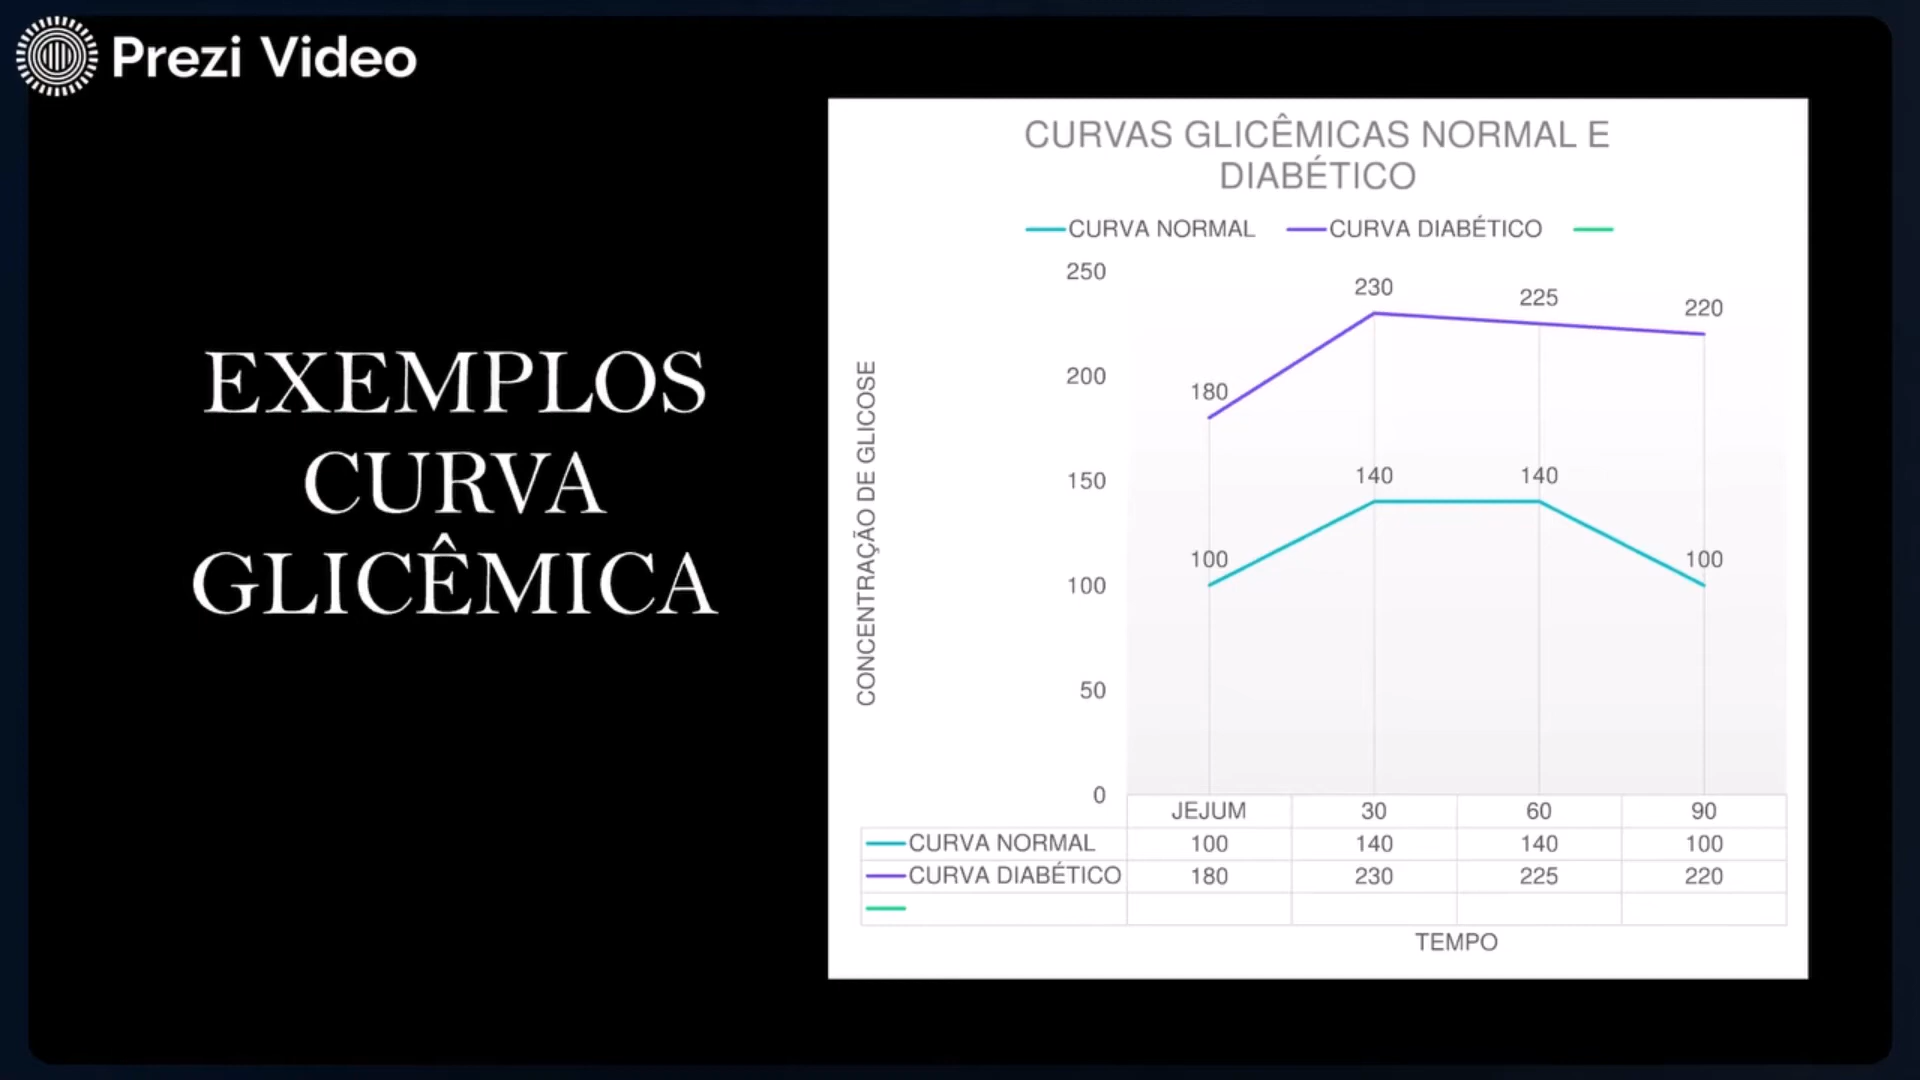 Prezi Video
EXEMPLOS
CURVA
GLICÊMICA
CURVAS GLICÊMICAS NORMAL E
DIABÉTICO
CURVA NORMAL CURVA DIABÉTICO
250
200
150
100
50
0
CONCENTRAÇÃO DE GLICOSE
180 230 225 220
100 140 140 100
JEJUM 30 60 90
CURVA NORMAL 100 140 140 100
CURVA DIABÉTICO 180 230 225 220
TEMPO